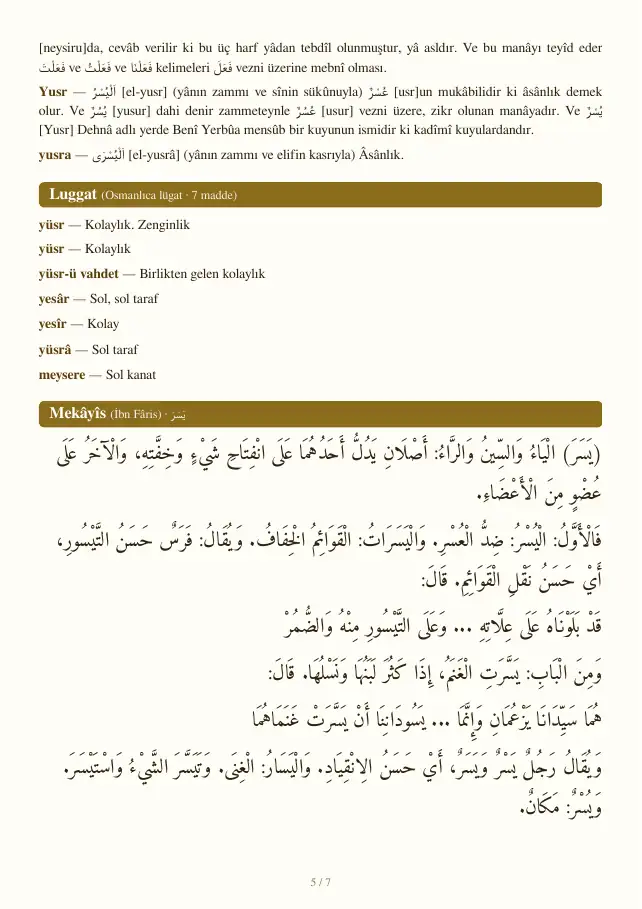 [neysiru]da, cevâb verilir ki bu üç harf yâdan tebdîl olunmuştur, yâ asldır. Ve bu manâyı teyîd eder
فَعَلْتَ ve فَعَلْتُ ve فَعَلْنَا kelimeleri فَعَلَ vezni üzerine mebnî olması.
Yusr — اَلْيُسْرُ [el-yusr] (yânın zammı ve sînin sükûnuyla) عُسْرٌ [usr]un mukâbilidir ki âsânlık demek
olur. Ve يُسُرٌ [yusur] dahi denir zammeteynle عُسُرٌ [usur] vezni üzere, zikr olunan manâyadır. Ve يُسْرٌ
[Yusr] Dehnâ adlı yerde Benî Yerbûa mensûb bir kuyunun ismidir ki kadîmî kuyulardandır.
yusra — اَلْيُسْرَى [el-yusrâ] (yânın zammı ve elifin kasrıyla) Âsânlık.
Luggat (Osmanlıca lügat · 7 madde)
yüsr — Kolaylık. Zenginlik
yüsr — Kolaylık
yüsr-ü vahdet — Birlikten gelen kolaylık
yesâr — Sol, sol taraf
yesîr — Kolay
yüsrâ — Sol taraf
meysere — Sol kanat
Mekâyîs (İbn Fâris) · يَسَرَ
(يَسَرَ) الْيَاءُ وَالسِّينُ وَالرَّاءُ: أَصْلَانِ يَدُلُّ أَحَدُهُمَا عَلَى انْفِتَاحِ شَيْءٍ وَخِفَّتِهِ، وَالْآخَرُ عَلَى
عُضْوٍ مِنَ الْأَعْضَاءِ.
فَالْأَوَّلُ: الْيُسْرُ: ضِدُّ الْعُسْرِ. وَالْيَسَرَاتُ: الْقَوَائِمُ الْخِفَافُ. وَيُقَالُ: فَرَسٌ حَسَنُ التَّيْسُورِ،
أَيْ حَسَنُ نَقْلِ الْقَوَائِمِ. قَالَ:
قَدْ بَلَوْنَاهُ عَلَى عِلَّاتِهِ ... وَعَلَى التَّيْسُورِ مِنْهُ وَالضُّمُرْ
وَمِنَ الْبَابِ: يَسَّرَتِ الْغَنَمُ، إِذَا كَثُرَ لَبَنُهَا وَنَسْلُهَا. قَالَ:
هُمَا سَيِّدَانَا يَزْعُمَانِ وَإِنَّمَا ... يَسُودَانِنَا أَنْ يَسَّرَتْ غَنَمَاهُمَا
وَيُقَالُ رَجُلٌ يَسْرٌ وَيَسَرٌ، أَيْ حَسَنُ الِانْقِيَادِ. وَالْيَسَارُ: الْغِنَى. وَتَيَسَّرَ الشَّيْءُ وَاسْتَيْسَرَ.
وَيُسْرٌ: مَكَانٌ.
5 / 7